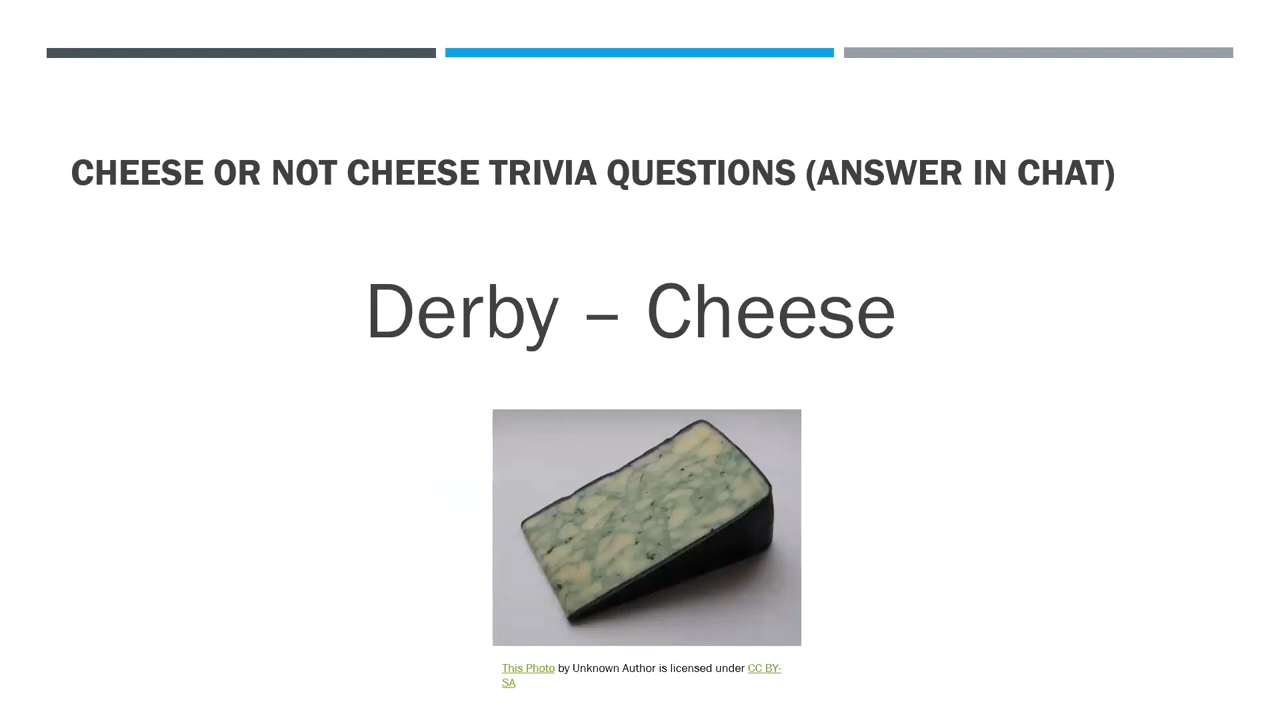 CHEESE OR NOT CHEESE TRIVIA QUESTIONS (ANSWER IN CHAT)
Derby – Cheese
This Photo by Unknown Author is licensed under CC BY-
SA